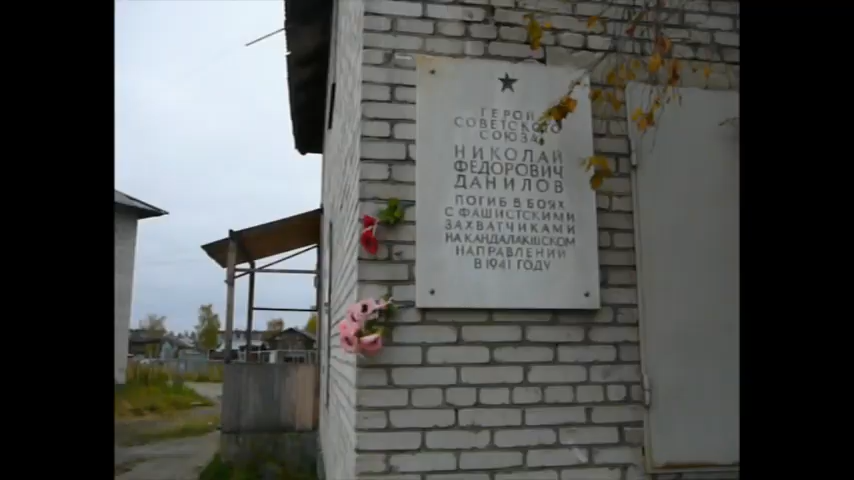 ГЕРОЙ
СОВЕТСКОГО
СОЮЗА
НИКОЛАЙ
ФЕДОРОВИЧ
ДАНИЛОВ
ПОГИБ В БОЯХ
С ФАШИСТСКИМИ
ЗАХВАТЧИКАМИ
НА КАНДАЛАКШСКОМ
НАПРАВЛЕНИИ
В 1941 ГОДУ